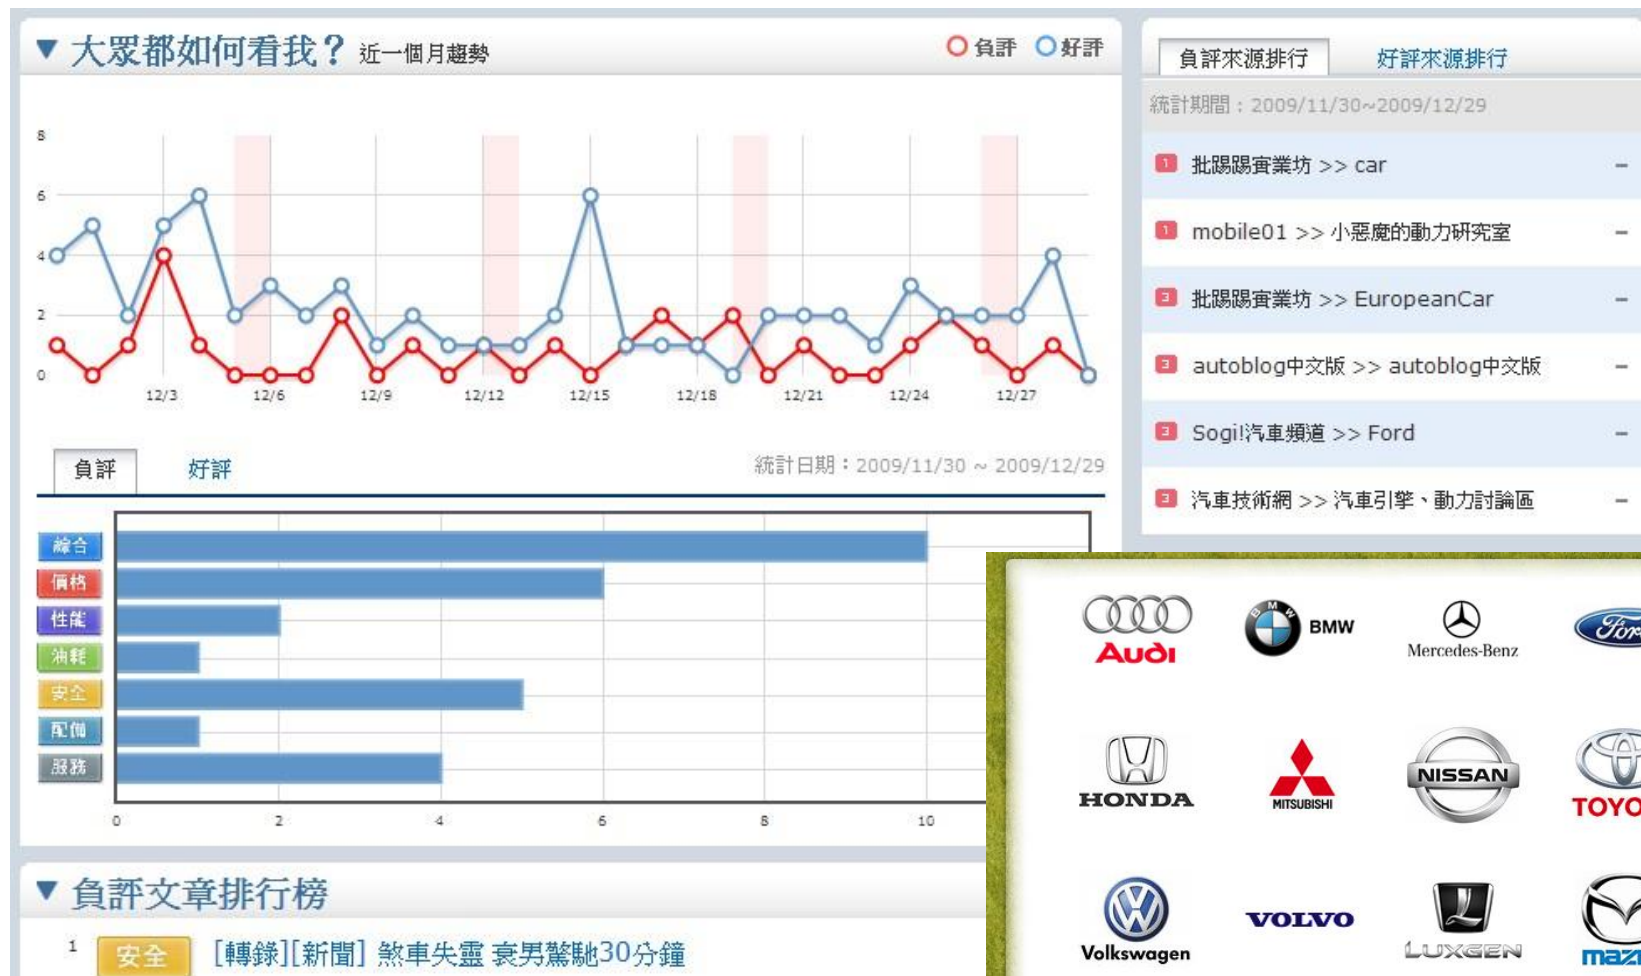 大眾都如何看我？ 近一個月趨勢
負評 好評
8
6
4
2
0
12/3 12/6 12/9 12/12 12/15 12/18 12/21 12/24 12/27
負評 好評 統計日期：2009/11/30 ~ 2009/12/29
綜合
價格
性能
油耗
安全
配備
服務
0 2 4 6 8 10
負評文章排行榜
1 安全 [轉錄][新聞] 煞車失靈 衰男驚馳30分鐘
負評來源排行 好評來源排行
統計期間：2009/11/30~2009/12/29
1 批踢踢實業坊 >> car –
1 mobile01 >> 小惡魔的動力研究室 –
3 批踢踢實業坊 >> EuropeanCar –
3 autoblog中文版 >> autoblog中文版 –
3 Sogi!汽車頻道 >> Ford –
3 汽車技術網 >> 汽車引擎、動力討論區 –
Audi
BMW BMW
Mercedes-Benz
For
HONDA
MITSUBISHI
NISSAN
TOYO
Volkswagen
VOLVO
LUXGEN
maz